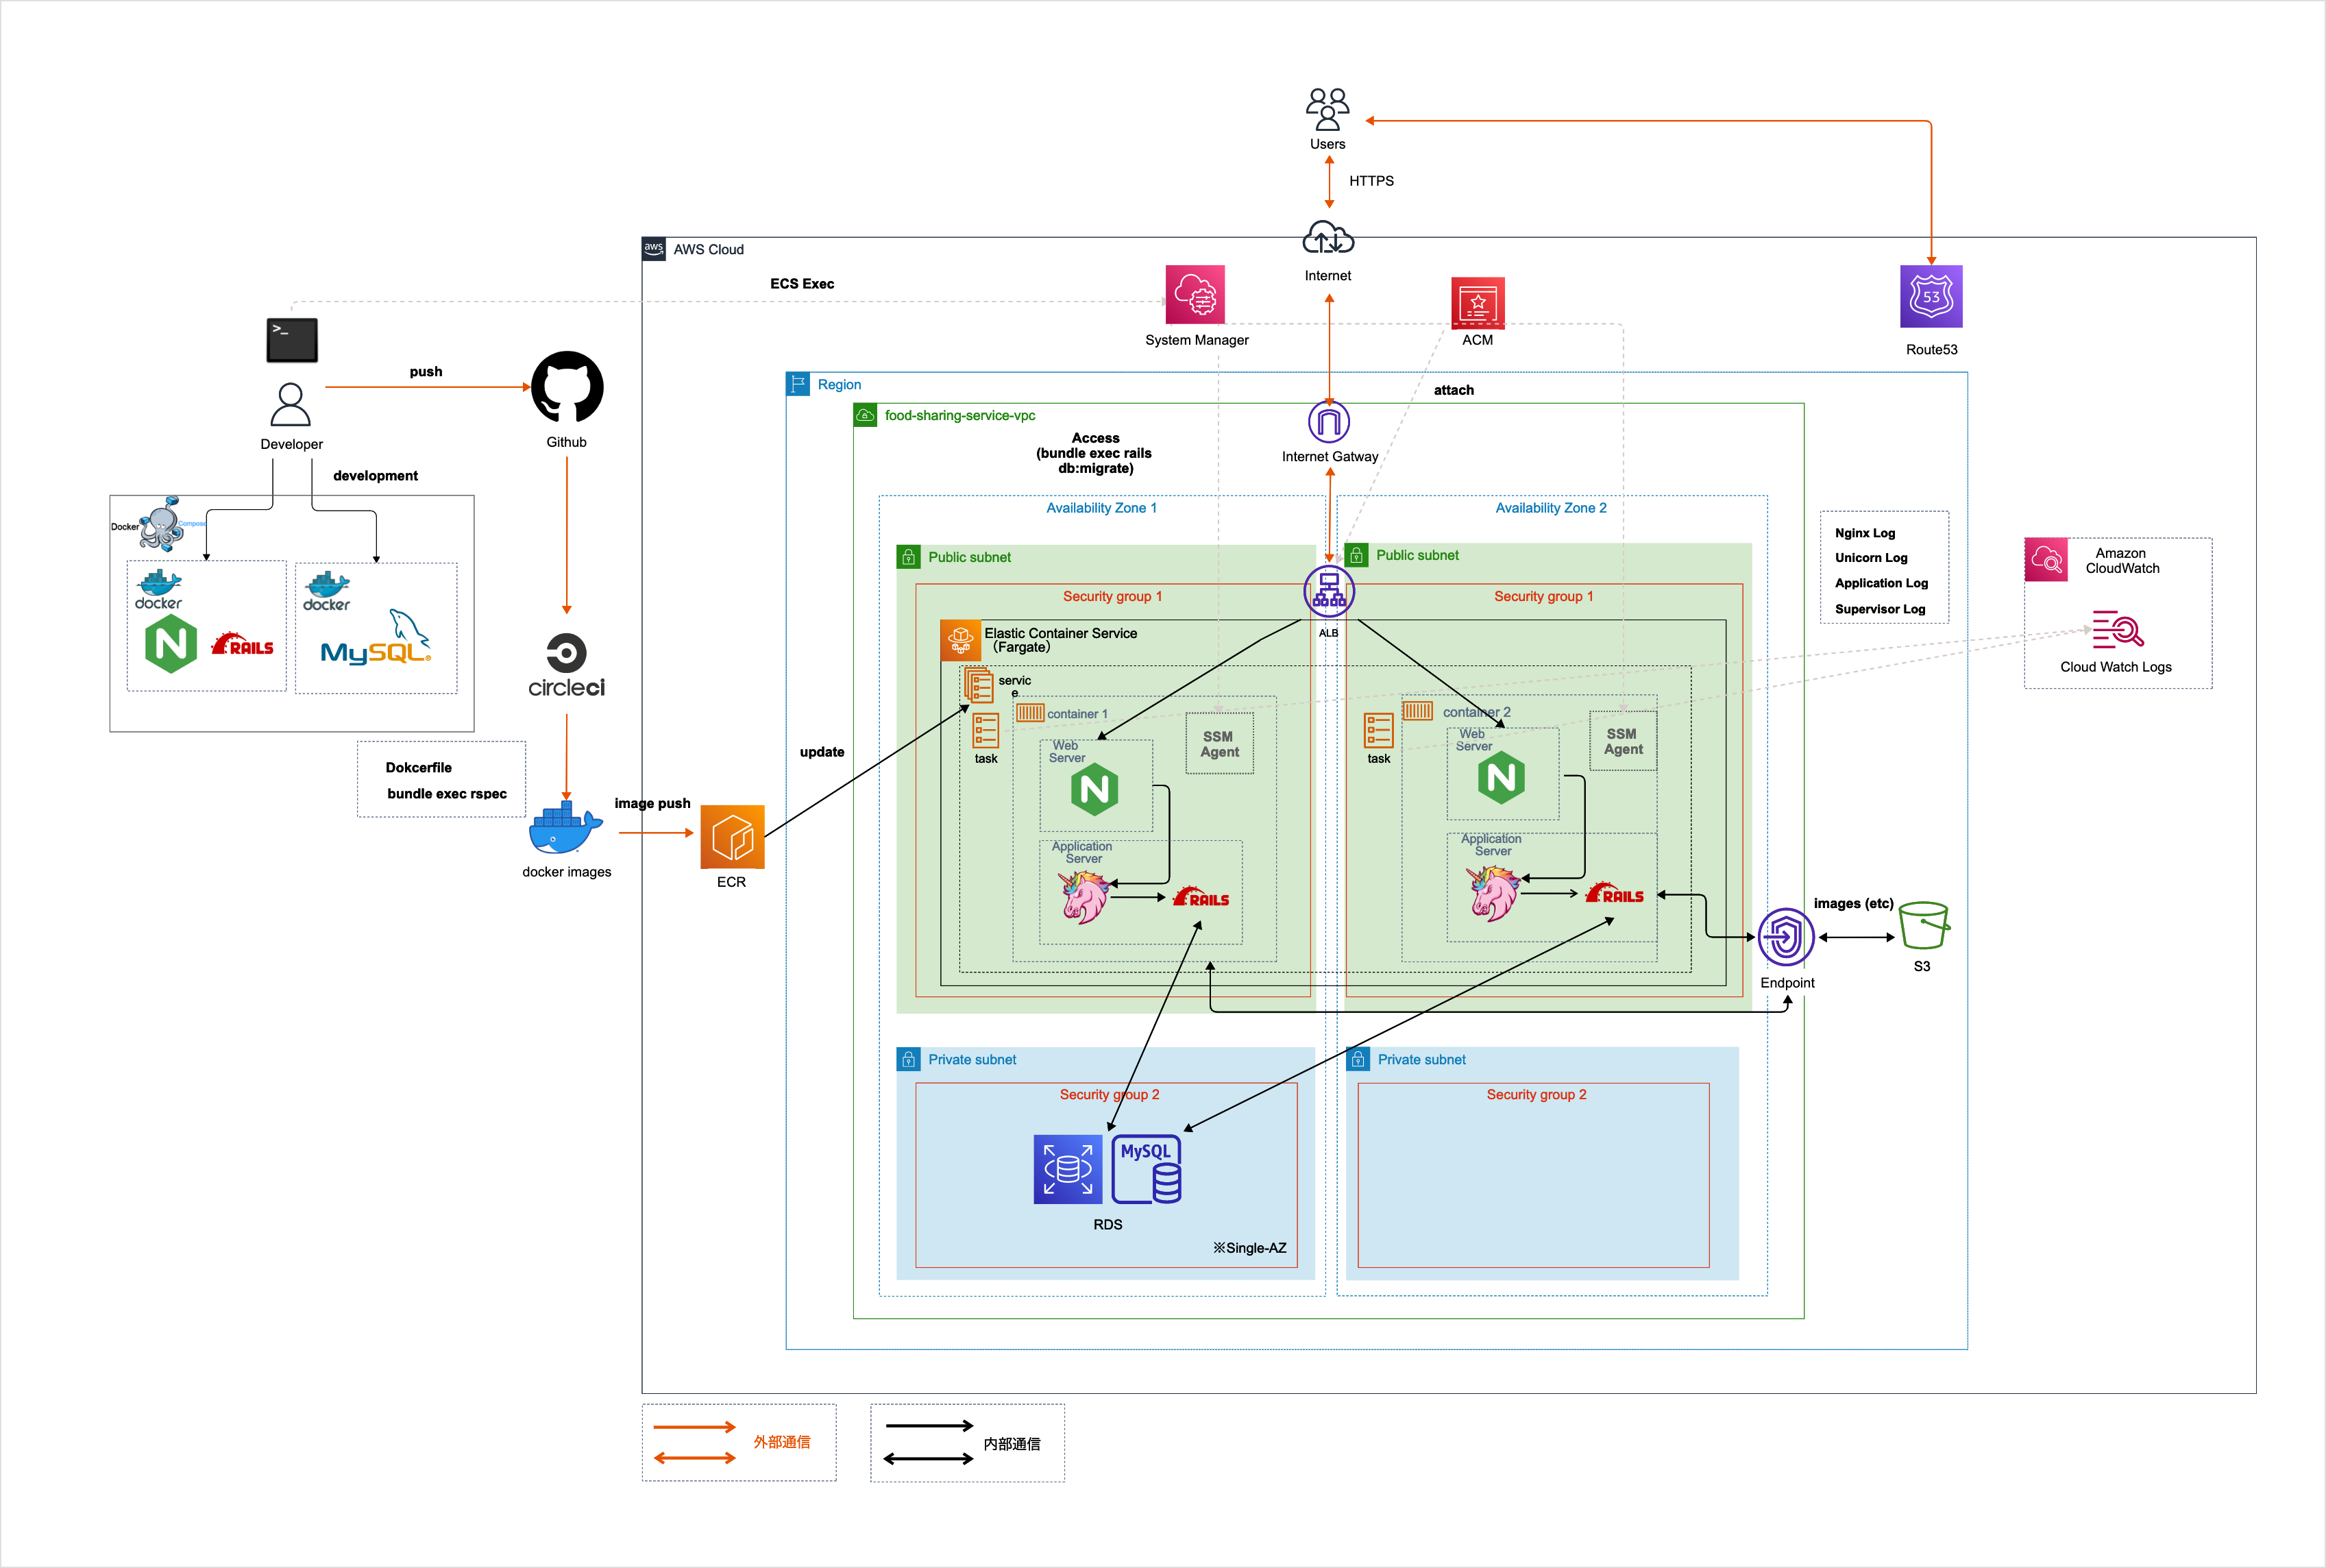 Users
HTTPS
aws
AWS Cloud
Internet
ECS Exec
System Manager
ACM
53
Route53
>_
push
Developer
Github
Region
attach
food-sharing-service-vpc
Access
(bundle exec rails
db:migrate)
Internet Gatway
development
Availability Zone 1
Availability Zone 2
Docker
Compose
Nginx Log
Unicorn Log
Application Log
Supervisor Log
Amazon
CloudWatch
Cloud Watch Logs
Public subnet
Public subnet
Security group 1
Security group 1
docker
docker
N
RAILS
MySQL®
ALB
Elastic Container Service
（Fargate）
circleci
servic
e
container 1
container 2
task
task
Web
Server
Web
Server
SSM
Agent
SSM
Agent
N
N
update
Dokcerfile
bundle exec rspec
image push
docker images
ECR
Application
Server
Application
Server
RAILS
RAILS
images (etc)
S3
Endpoint
Private subnet
Private subnet
Security group 2
Security group 2
MySQL
RDS
※Single-AZ
外部通信
内部通信